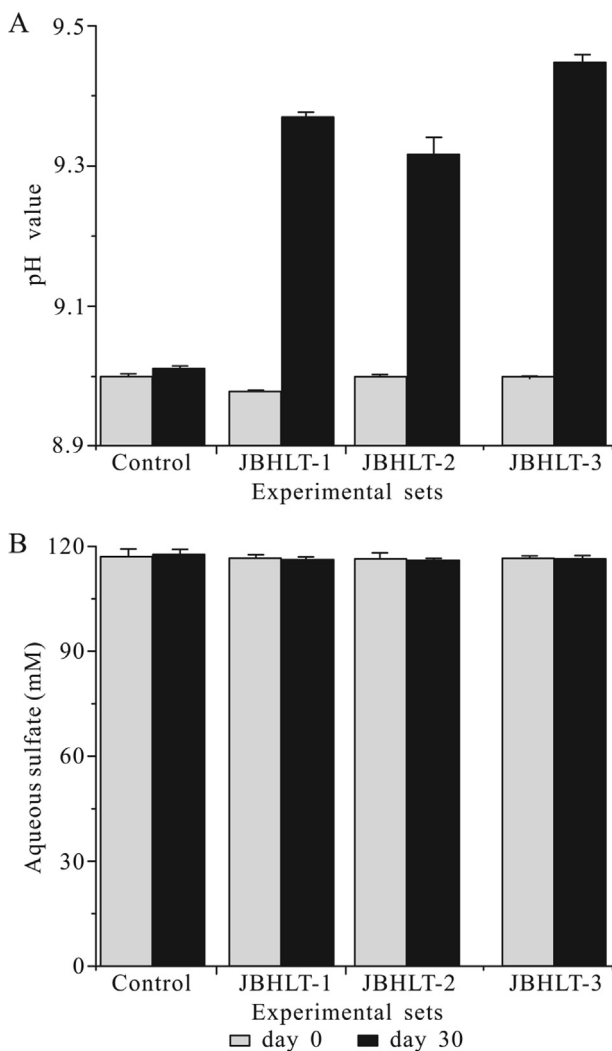 A
pH value
9.5
9.3
9.1
8.9
Control JBHLT-1 JBHLT-2 JBHLT-3
Experimental sets
B
Aqueous sulfate (mM)
120
90
60
30
0
Control JBHLT-1 JBHLT-2 JBHLT-3
Experimental sets
day 0 day 30